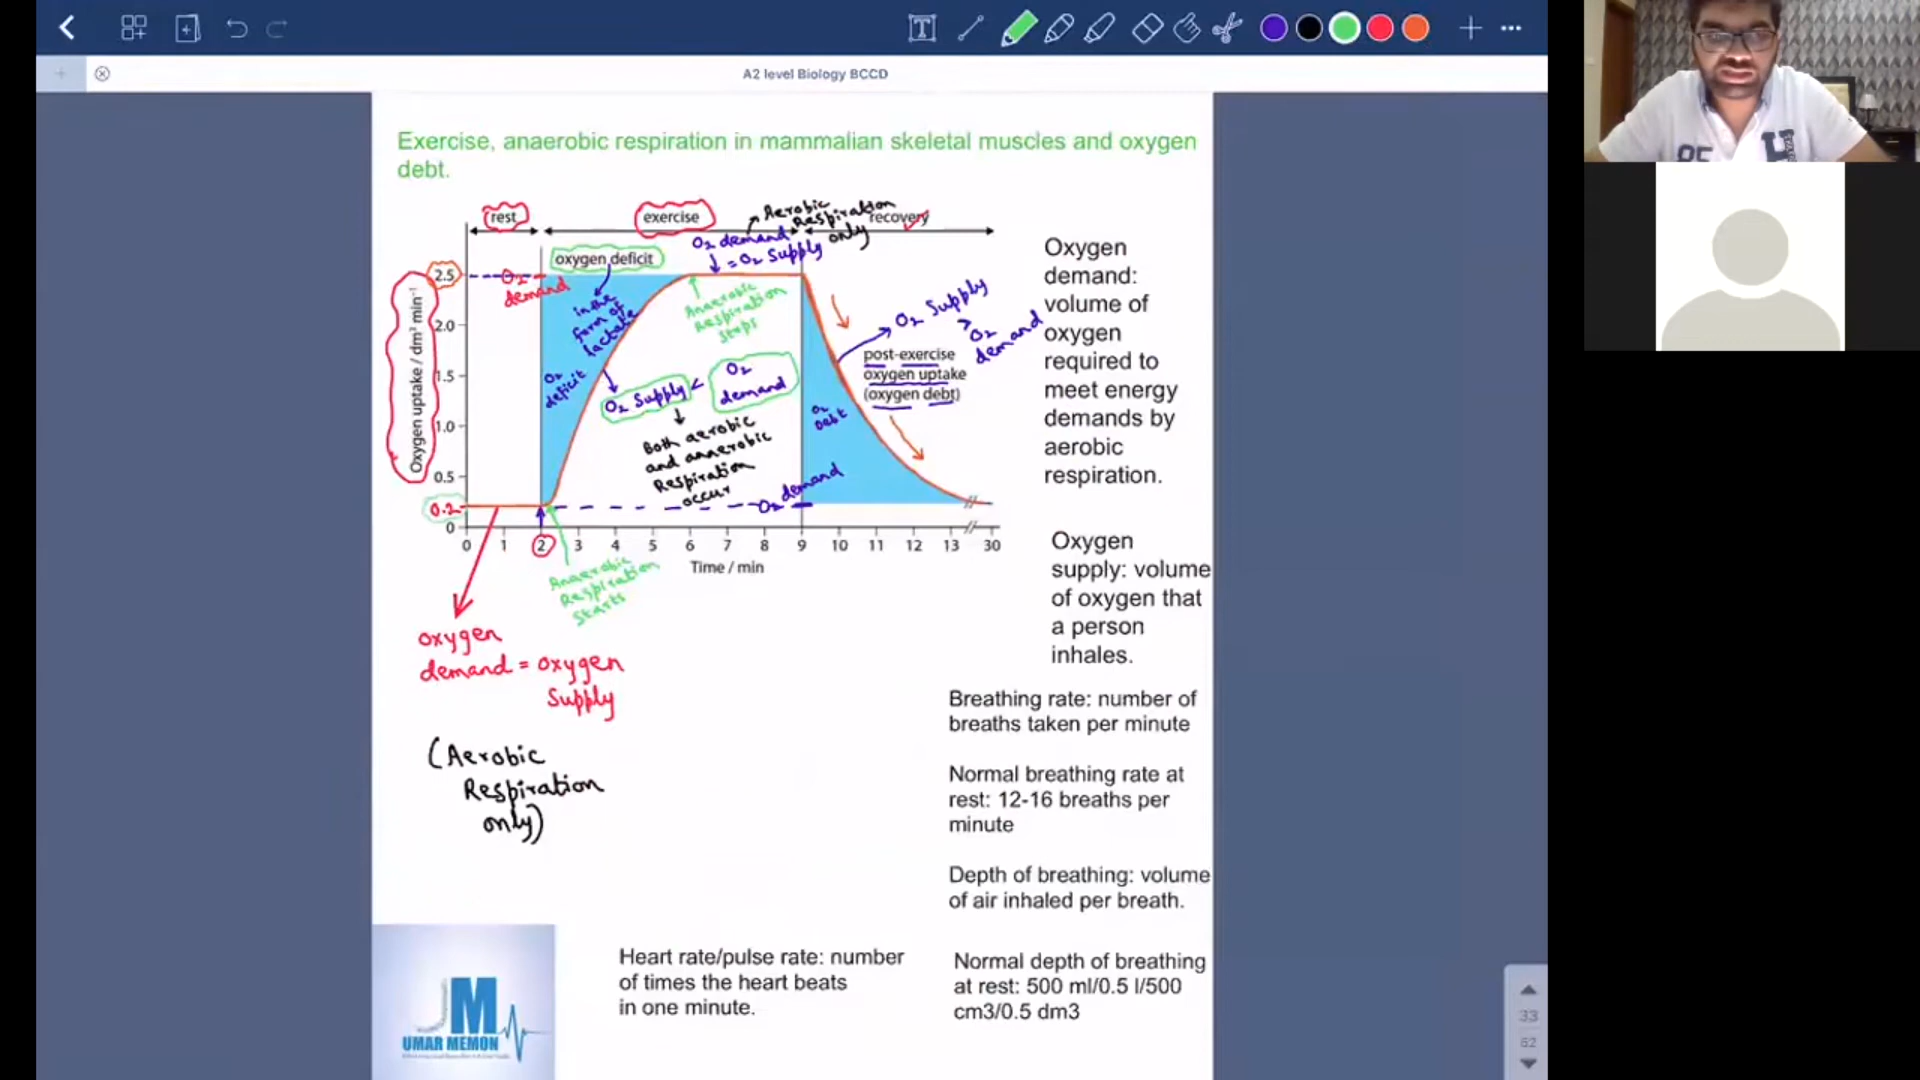 A2 level Biology BCCD
Exercise, anaerobic respiration in mammalian skeletal muscles and oxygen
debt.
rest
exercise
recovery
Aerobic
Respiration
only
O2 demand
= O2 Supply
oxygen deficit
O2
demand
in the
form of
lactate
O2
deficit
Anaerobic
Respiration
stops
O2 Supply < O2
demand
Both aerobic
and anaerobic
Respiration
occur
O2 demand
O2 Supply
>
O2
demand
post-exercise
oxygen uptake
(oxygen debt)
O2
Debt
Oxygen uptake / dm³ min⁻¹
2.5
2.0
1.5
1.0
0.5
0.2
0
0 1 2 3 4 5 6 7 8 9 10 11 12 13 30
Time / min
Anaerobic
Respiration
starts
oxygen
demand = oxygen
Supply
(Aerobic
Respiration
only)
Oxygen
demand:
volume of
oxygen
required to
meet energy
demands by
aerobic
respiration.
Oxygen
supply: volume
of oxygen that
a person
inhales.
Breathing rate: number of
breaths taken per minute
Normal breathing rate at
rest: 12-16 breaths per
minute
Depth of breathing: volume
of air inhaled per breath.
Heart rate/pulse rate: number
of times the heart beats
in one minute.
Normal depth of breathing
at rest: 500 ml/0.5 l/500
cm3/0.5 dm3
JM
UMAR MEMON
33
62